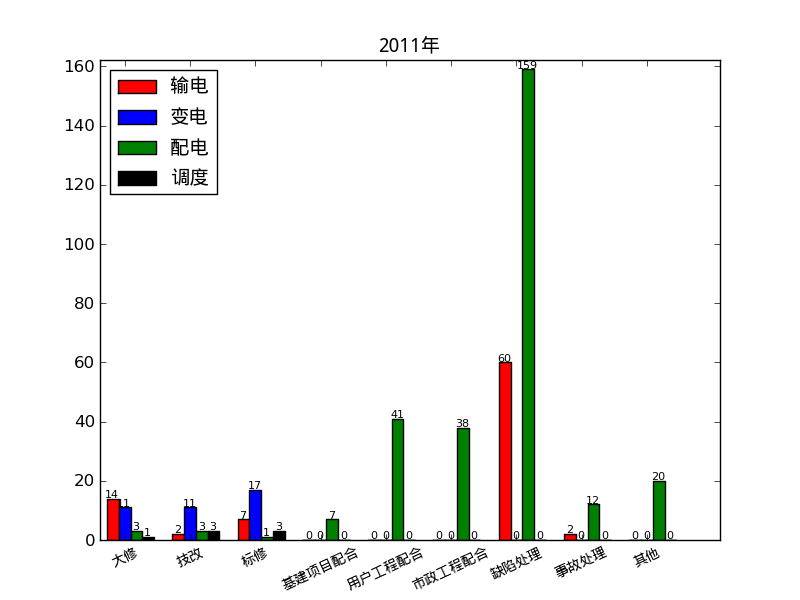 2011年
输电
变电
配电
调度
160
140
120
100
80
60
40
20
0
14 11 3 1
2 11 3 3
7 17 1 3
0 0 7 0
0 0 41 0
0 0 38 0
60 0 159 0
2 0 12 0
0 0 20 0
大修
技改
标修
基建项目配合
用户工程配合
市政工程配合
缺陷处理
事故处理
其他